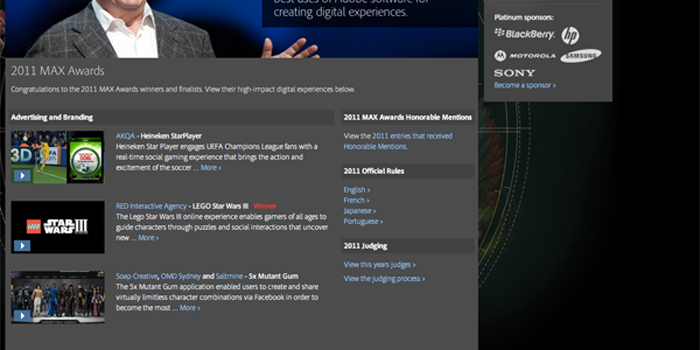 best uses of Adobe software for
creating digital experiences.
Platinum sponsors:
BlackBerry. hp
MOTOROLA SAMSUNG
SONY
Become a sponsor ›
2011 MAX Awards
Congratulations to the 2011 MAX Awards winners and finalists. View their high-impact digital experiences below.
Advertising and Branding
3D
AKQA - Heineken StarPlayer
Heineken Star Player engages UEFA Champions League fans with a
real-time social gaming experience that brings the action and
excitement of the soccer ... More ›
LEGO STAR WARS III
RED Interactive Agency - LEGO Star Wars III Winner
The Lego Star Wars III online experience enables gamers of all ages to
guide characters through puzzles and social interactions that uncover
new ... More ›
Soap Creative, OMD Sydney and Saltmine - 5x Mutant Gum
The 5x Mutant Gum application enabled users to create and share
virtually limitless character combinations via Facebook in order to
become the most ... More ›
2011 MAX Awards Honorable Mentions
View the 2011 entries that received
Honorable Mentions.
2011 Official Rules
English ›
French ›
Japanese ›
Portuguese ›
2011 Judging
View this years judges ›
View the judging process ›